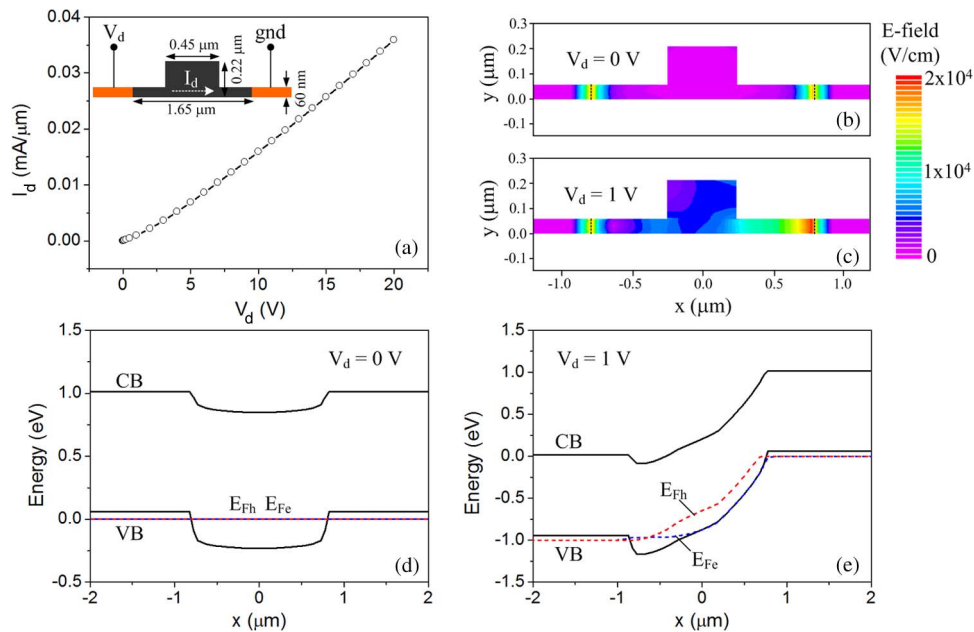 0.04
0.03
0.02
0.01
0.00
I_d (mA/μm)
0
5
10
15
20
V_d (V)
V_d
gnd
0.45 μm
0.22 μm
I_d
1.65 μm
60 nm
(a)
0.3
0.2
0.1
0.0
-0.1
y (μm)
V_d = 0 V
(b)
0.3
0.2
0.1
0.0
-0.1
y (μm)
V_d = 1 V
(c)
-1.0
-0.5
0.0
0.5
1.0
x (μm)
E-field
(V/cm)
2x10⁴
1x10⁴
0
1.5
1.0
0.5
0.0
-0.5
Energy (eV)
V_d = 0 V
CB
E_Fh E_Fe
VB
(d)
-2
-1
0
1
2
x (μm)
1.5
1.0
0.5
0.0
-0.5
-1.0
-1.5
Energy (eV)
V_d = 1 V
CB
E_Fh
VB
E_Fe
(e)
-2
-1
0
1
2
x (μm)